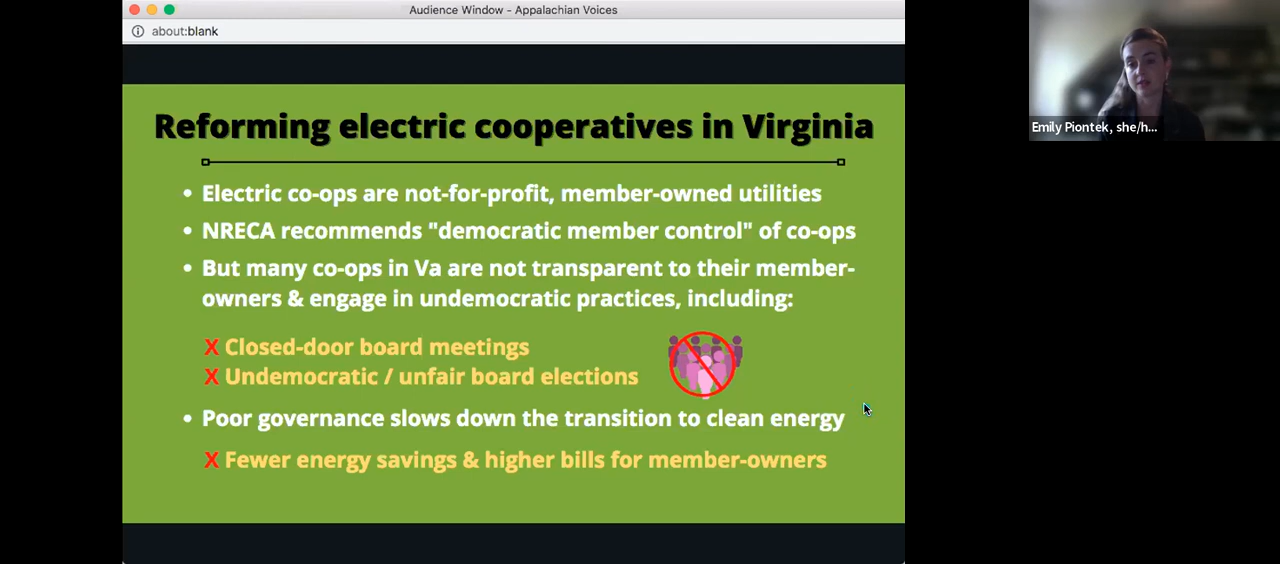 Audience Window - Appalachian Voices
about:blank
Reforming electric cooperatives in Virginia
• Electric co-ops are not-for-profit, member-owned utilities
• NRECA recommends "democratic member control" of co-ops
• But many co-ops in Va are not transparent to their member-
owners & engage in undemocratic practices, including:
X Closed-door board meetings
X Undemocratic / unfair board elections
• Poor governance slows down the transition to clean energy
X Fewer energy savings & higher bills for member-owners
Emily Piontek, she/h...